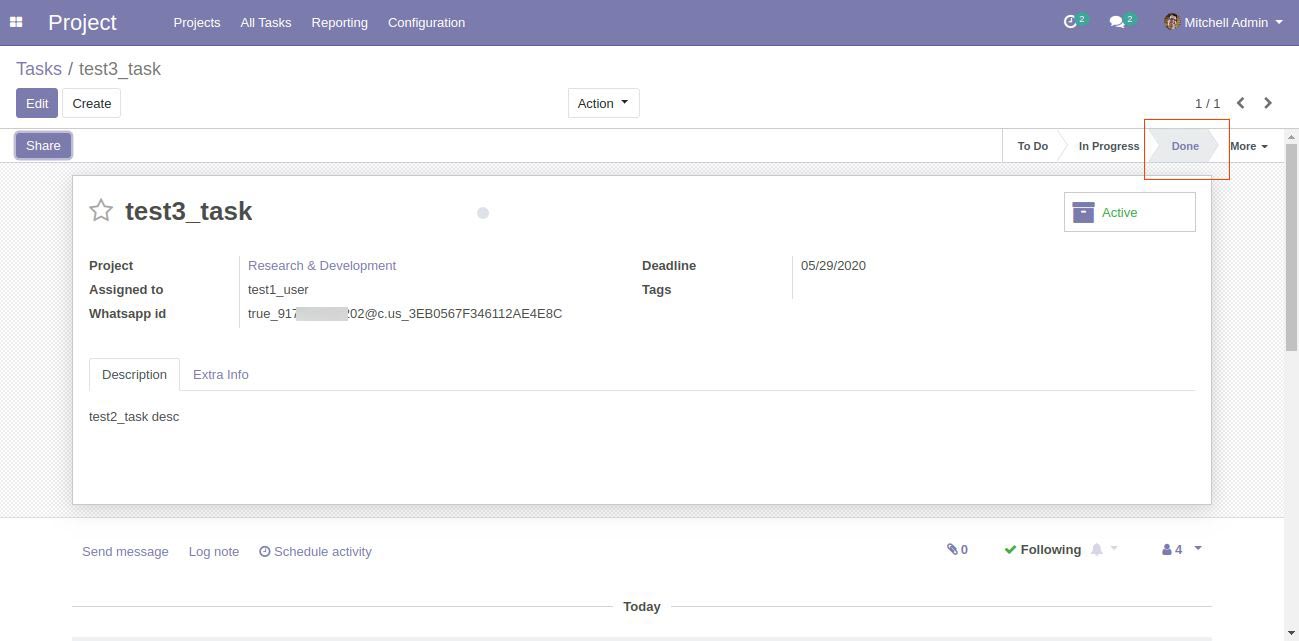 Project Projects All Tasks Reporting Configuration 2 2 Mitchell Admin
Tasks / test3_task
Edit Create Action 1 / 1
Share To Do In Progress Done More
test3_task Active
Project Research & Development Deadline 05/29/2020
Assigned to test1_user Tags
Whatsapp id true_917 202@c.us_3EB0567F346112AE4E8C
Description Extra Info
test2_task desc
Send message Log note Schedule activity 0 Following 4
Today